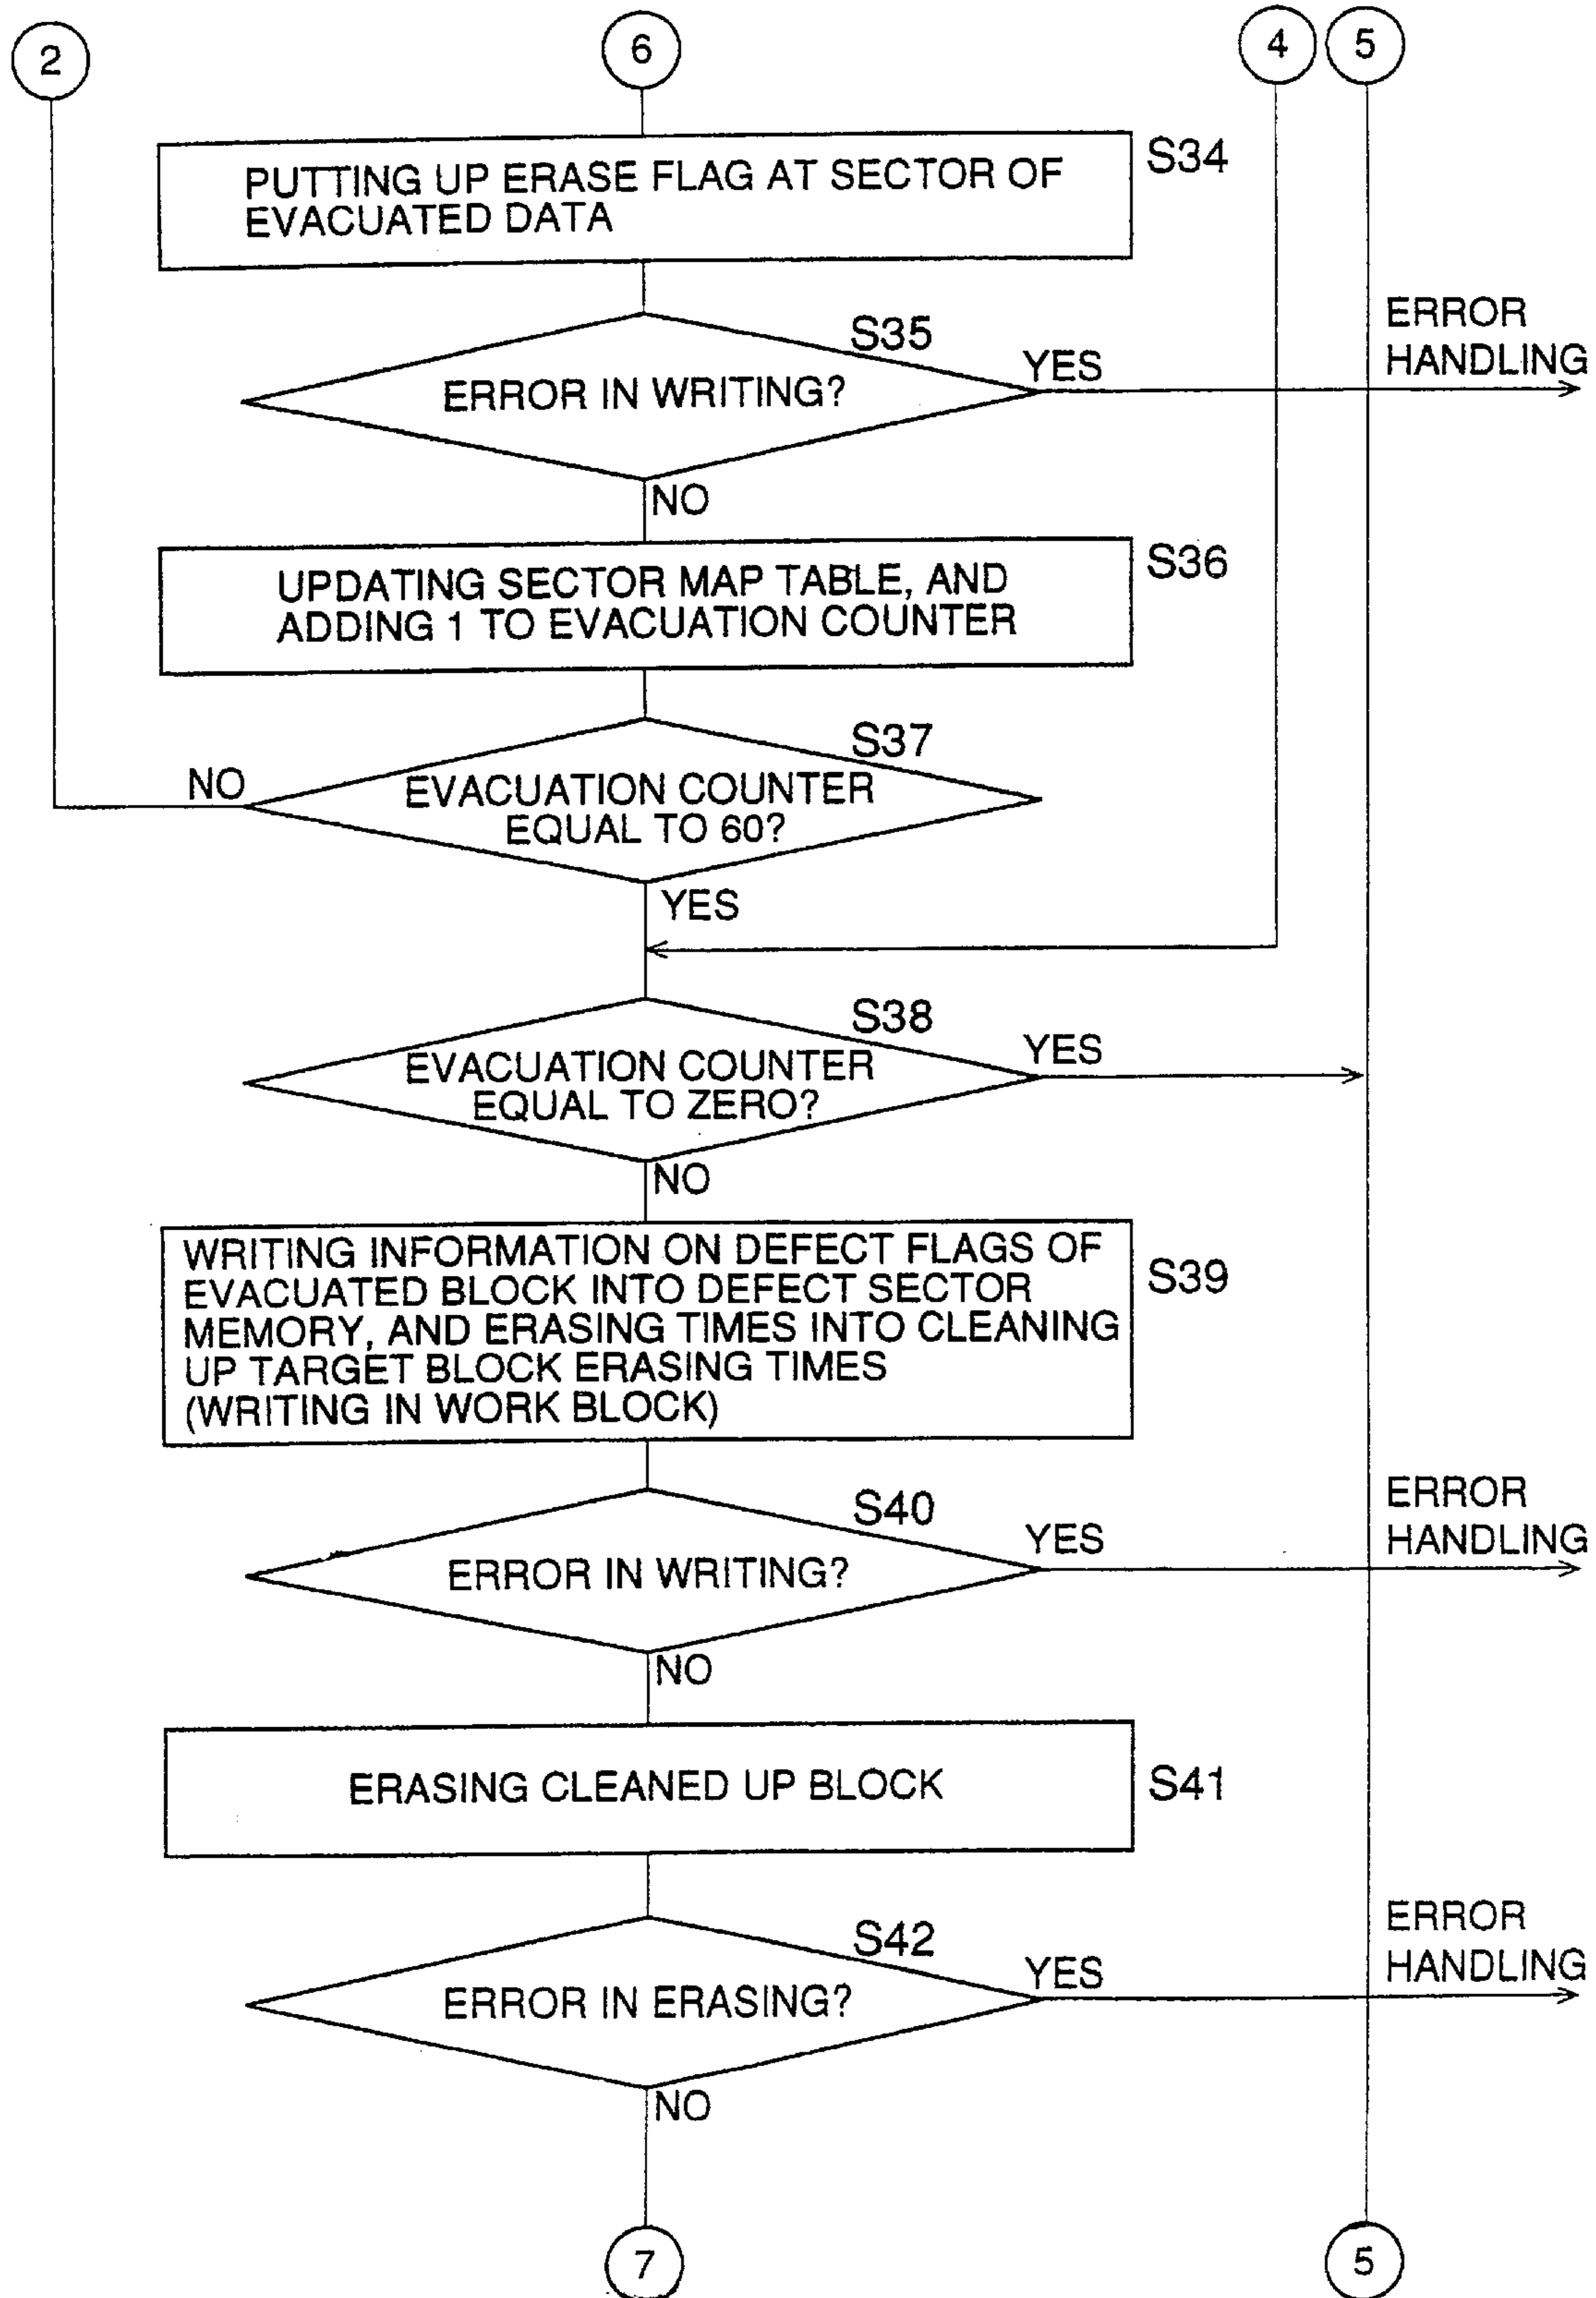 2
6
4
5
PUTTING UP ERASE FLAG AT SECTOR OF
EVACUATED DATA
S34
S35
ERROR IN WRITING?
YES
ERROR
HANDLING
NO
UPDATING SECTOR MAP TABLE, AND
ADDING 1 TO EVACUATION COUNTER
S36
S37
NO
EVACUATION COUNTER
EQUAL TO 60?
YES
S38
EVACUATION COUNTER
EQUAL TO ZERO?
YES
NO
WRITING INFORMATION ON DEFECT FLAGS OF
EVACUATED BLOCK INTO DEFECT SECTOR
MEMORY, AND ERASING TIMES INTO CLEANING
UP TARGET BLOCK ERASING TIMES
(WRITING IN WORK BLOCK)
S39
S40
ERROR IN WRITING?
YES
ERROR
HANDLING
NO
ERASING CLEANED UP BLOCK
S41
S42
ERROR IN ERASING?
YES
ERROR
HANDLING
NO
7
5